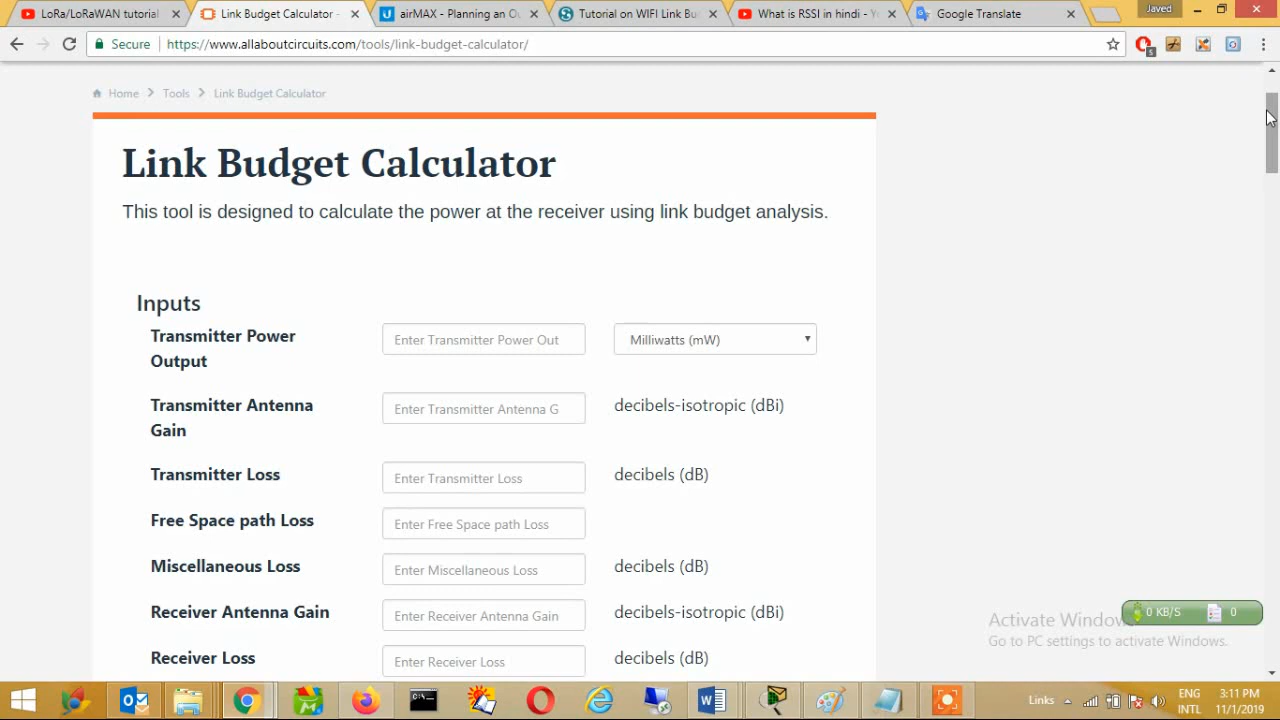 LoRa/LoRaWAN tutorial
Link Budget Calculator -
airMAX - Planning an Ou
Tutorial on WIFI Link Bu
What is RSSI in hindi - Yo
Google Translate
Javed
Secure
https://www.allaboutcircuits.com/tools/link-budget-calculator/
5
Home
Tools
Link Budget Calculator
Link Budget Calculator
This tool is designed to calculate the power at the receiver using link budget analysis.
Inputs
Transmitter Power
Output
Enter Transmitter Power Out
Milliwatts (mW)
Transmitter Antenna
Gain
Enter Transmitter Antenna G
decibels-isotropic (dBi)
Transmitter Loss
Enter Transmitter Loss
decibels (dB)
Free Space path Loss
Enter Free Space path Loss
Miscellaneous Loss
Enter Miscellaneous Loss
decibels (dB)
Receiver Antenna Gain
Enter Receiver Antenna Gain
decibels-isotropic (dBi)
Receiver Loss
Enter Receiver Loss
decibels (dB)
0 KB/S
0
Activate Windows
Go to PC settings to activate Windows.
Links
ENG
INTL
3:11 PM
11/1/2019